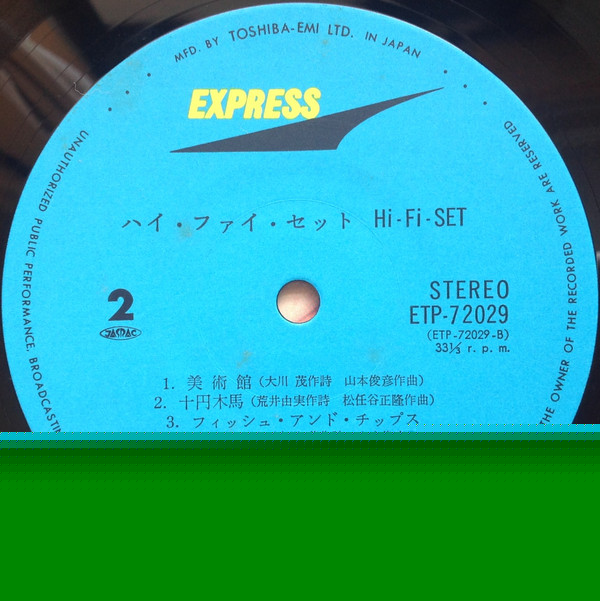 MFD. BY TOSHIBA-EMI LTD. IN JAPAN
EXPRESS
ハイ・ファイ・セット Hi-Fi-SET
2
JASRAC
STEREO
ETP-72029
(ETP-72029-B)
33⅓ r. p. m.
1. 美術館(大川 茂作詩 山本俊彦作曲)
2. 十円木馬(荒井由実作詩 松任谷正隆作曲)
3. フィッシュ・アンド・チップス
UNAUTHORIZED PUBLIC PERFORMANCE, BROADCASTIN
THE OWNER OF THE RECORDED WORK ARE RESERVED